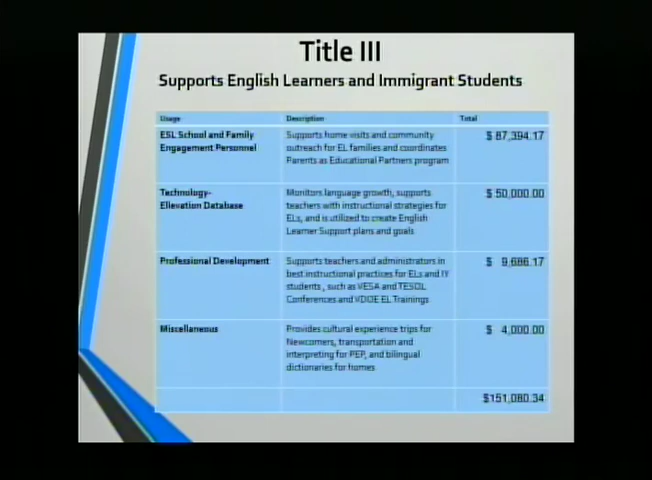 Title III
Supports English Learners and Immigrant Students
Usage Description Total
ESL School and Family Supports home visits and community $ 87,394.17
Engagement Personnel outreach for EL families and coordinates
Parents as Educational Partners program
Technology- Monitors language growth, supports $ 50,000.00
Ellevation Database teachers with instructional strategies for
ELs, and is utilized to create English
Learner Support plans and goals
Professional Development Supports teachers and administrators in $ 9,686.17
best instructional practices for ELs and IY
students , such as VESA and TESOL
Conferences and VDOE EL Trainings
Miscellaneous Provides cultural experience trips for $ 4,000.00
Newcomers, transportation and
interpreting for PEP, and bilingual
dictionaries for homes
$151,080.34